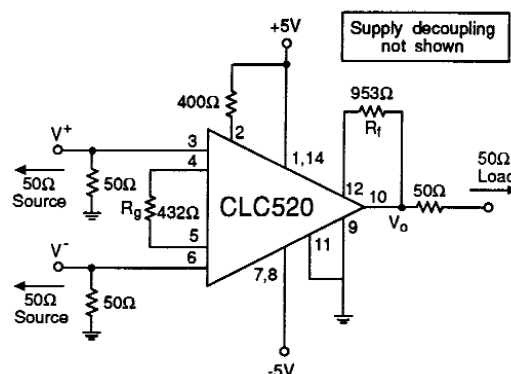 Supply decoupling
not shown
+5V
400Ω
2
1,14
953Ω
Rf
V+
3
4
50Ω
Source
50Ω
Rg
432Ω
CLC520
12
10
50Ω
50Ω
Load
Vo
9
11
5
6
7,8
V-
50Ω
Source
50Ω
-5V